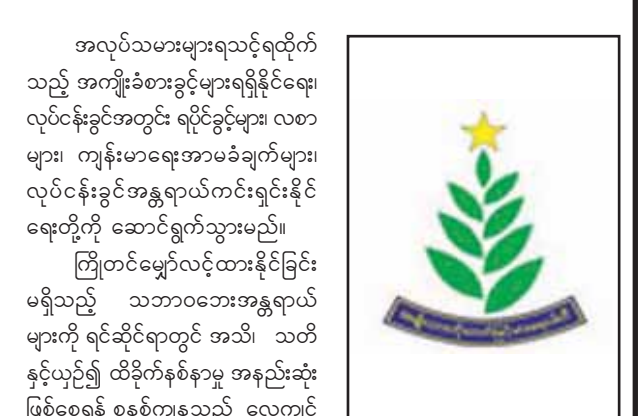 အလုပ်သမားများရသင့်ရထိုက်
သည့် အကျိုးခံစားခွင့်များရရှိနိုင်ရေး၊
လုပ်ငန်းခွင်အတွင်း ရပိုင်ခွင့်များ၊ လစာ
များ၊ ကျန်းမာရေးအာမခံချက်များ၊
လုပ်ငန်းခွင်အန္တရာယ်ကင်းရှင်းနိုင်
ရေးတို့ကို ဆောင်ရွက်သွားမည်။
ကြိုတင်မျှော်လင့်ထားနိုင်ခြင်း
မရှိသည့် သဘာဝဘေးအန္တရာယ်
များကို ရင်ဆိုင်ရာတွင် အသိ၊ သတိ
နှင့်ယှဉ်၍ ထိခိုက်နစ်နာမှု အနည်းဆုံး
ဖြစ်စေရန် စနစ်ကျနသည့် လေ့ကျင့်